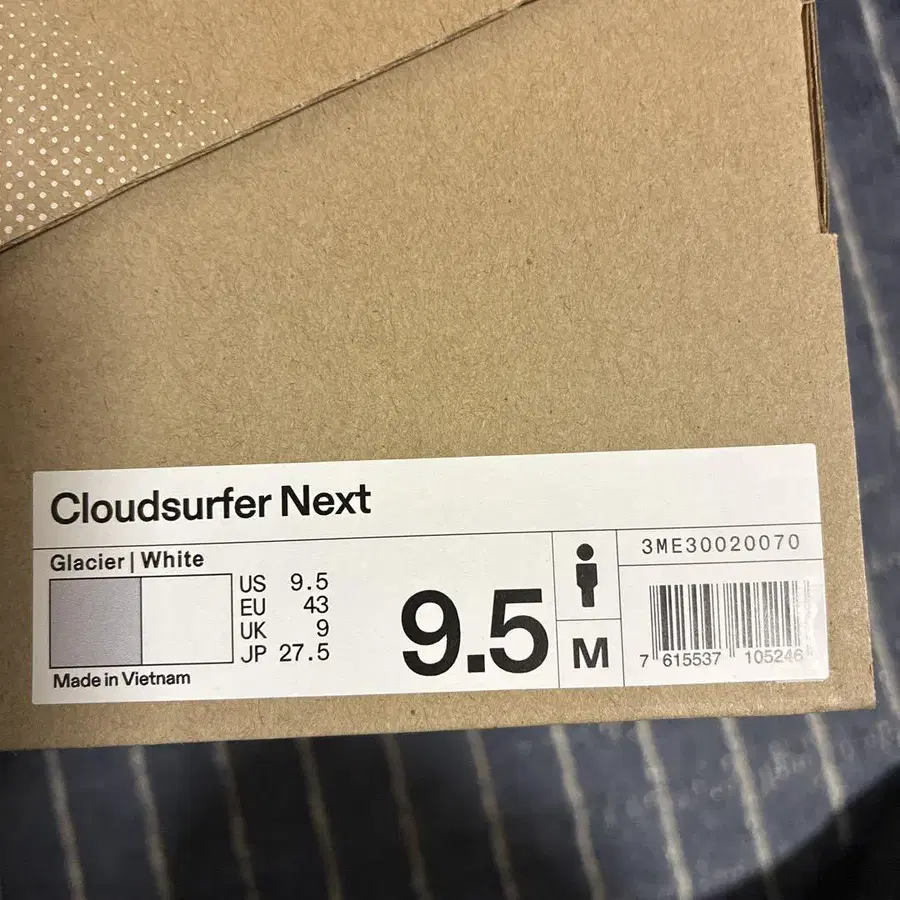 Cloudsurfer Next
Glacier | White
US 9.5
EU 43
UK 9
JP 27.5
Made in Vietnam
9.5
M
3ME30020070
7 615537 105246